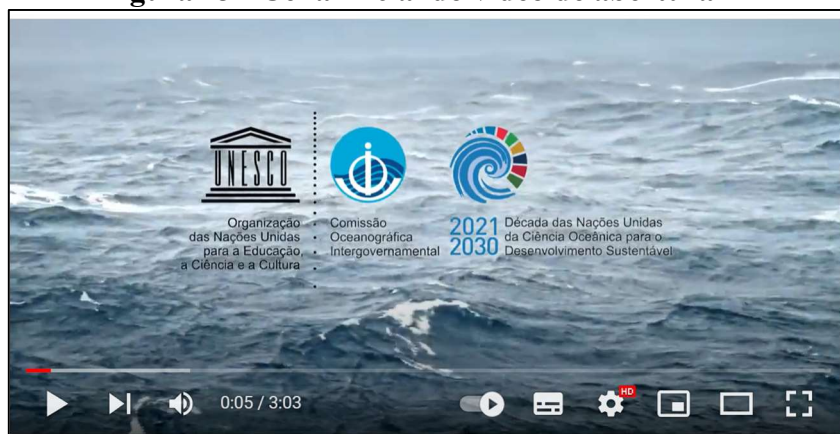 UNESCO
Organização
das Nações Unidas
para a Educação,
a Ciência e a Cultura
Comissão
Oceanográfica
Intergovernamental
2021
2030
Década das Nações Unidas
da Ciência Oceânica para o
Desenvolvimento Sustentável
0:05 / 3:03
HD